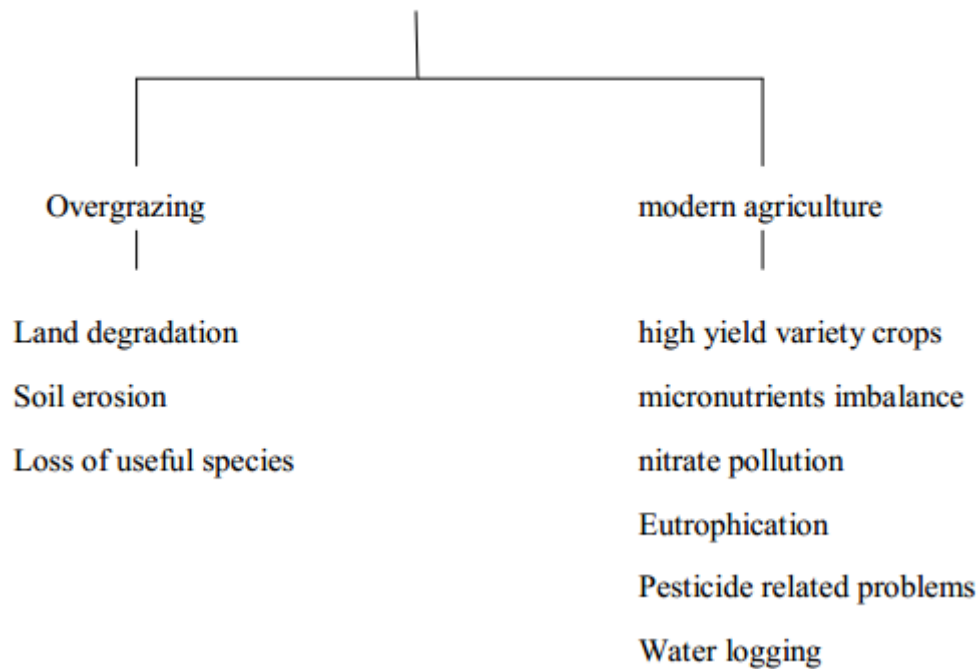 Overgrazing
modern agriculture
Land degradation
high yield variety crops
Soil erosion
micronutrients imbalance
Loss of useful species
nitrate pollution
Eutrophication
Pesticide related problems
Water logging